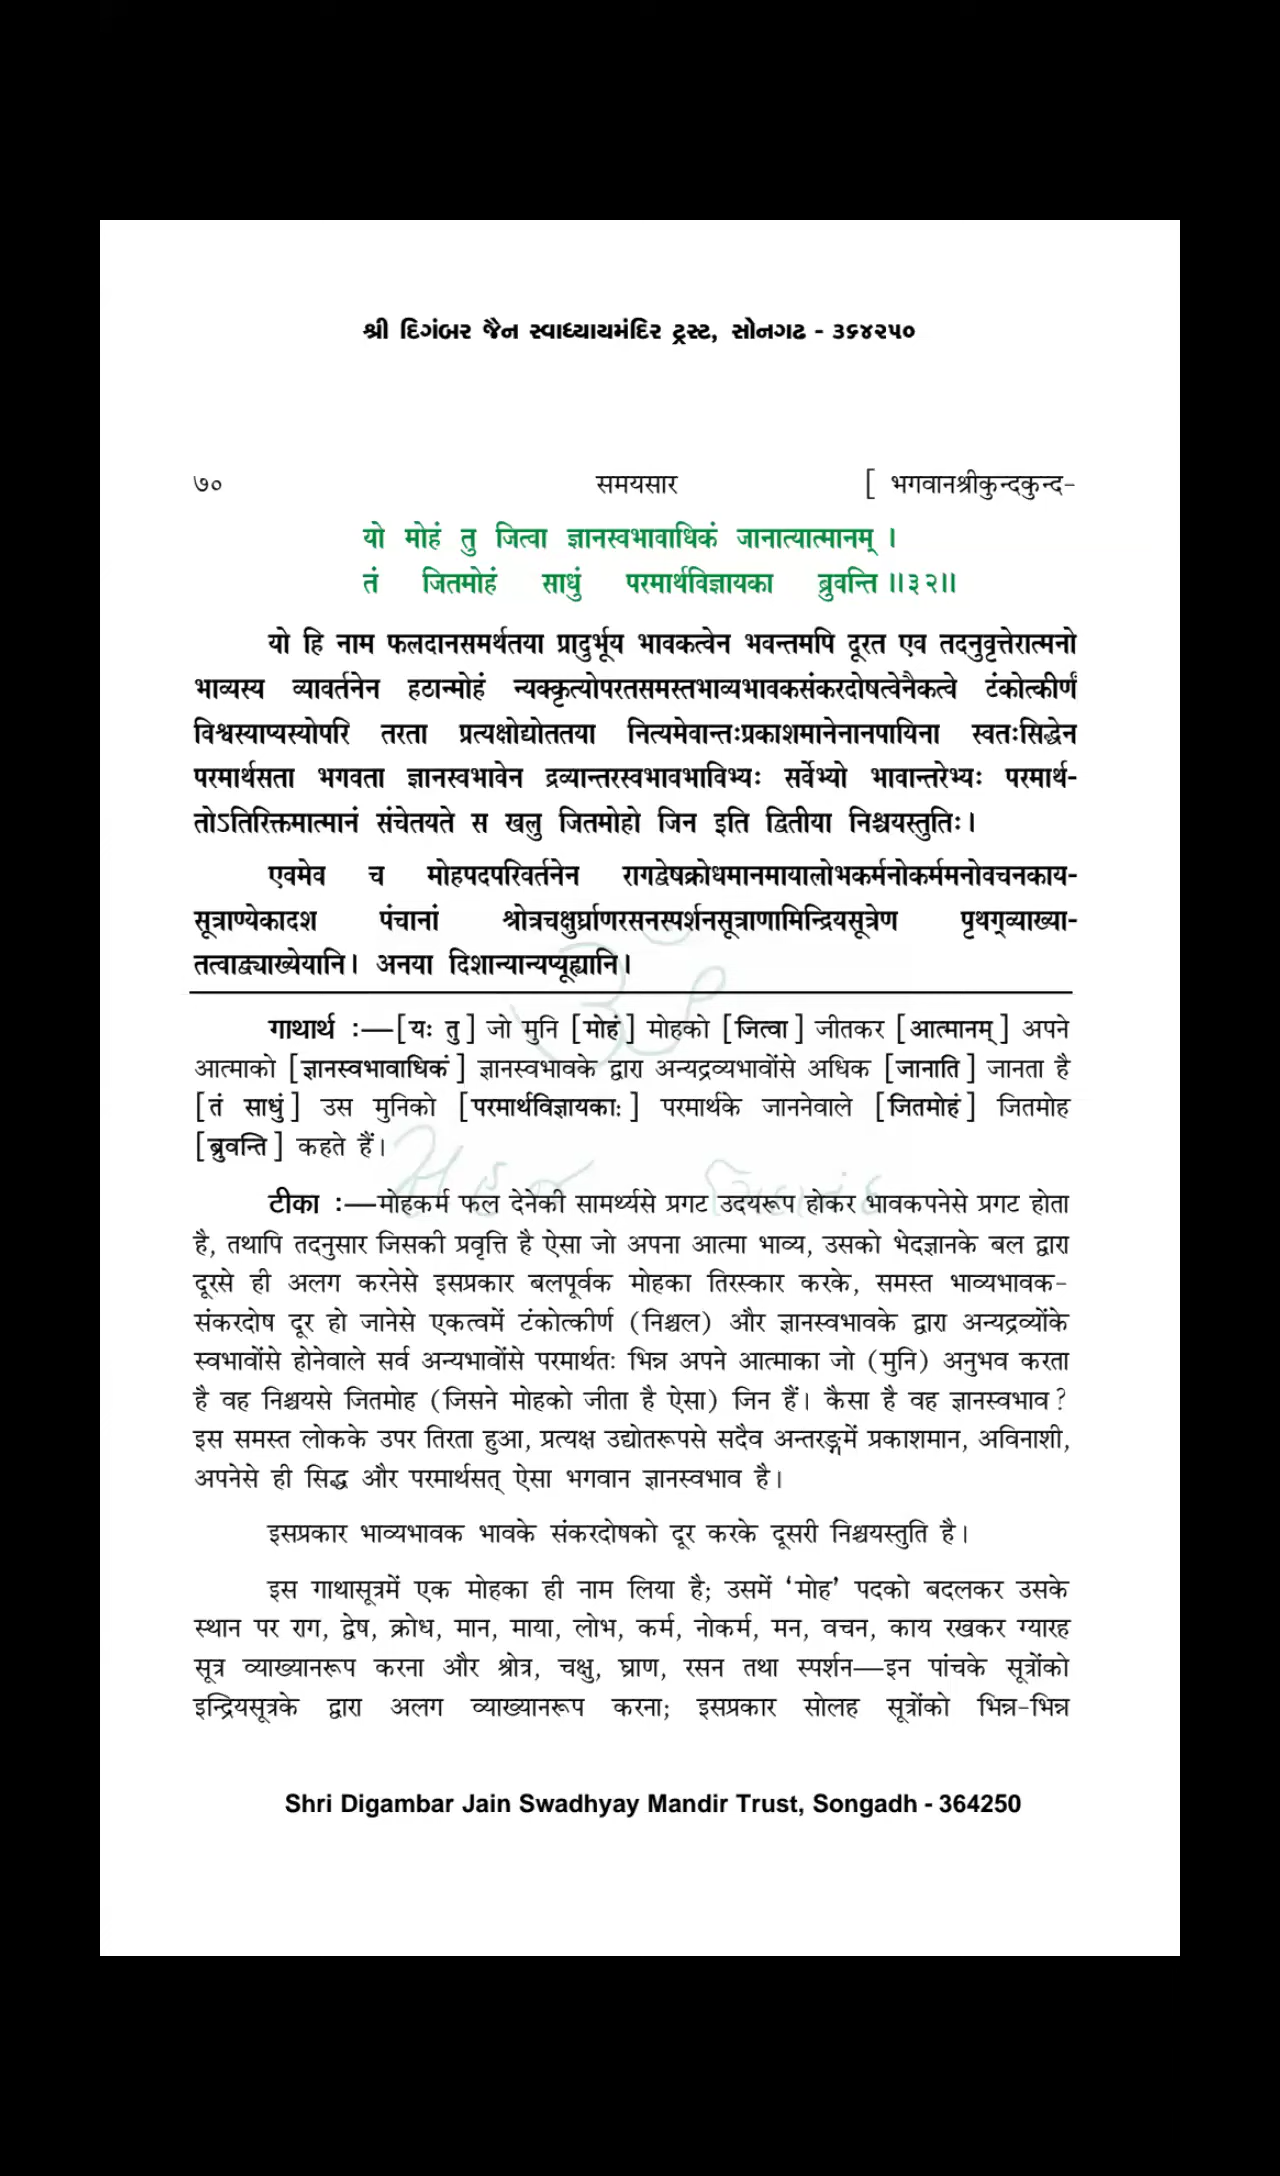 શ્રી દિગંબર જૈન સ્વાધ્યાયમંદિર ટ્રસ્ટ, સોનગઢ - ૩૬૪૨૫૦
७०
समयसार
[ भगवानश्रीकुन्दकुन्द-
यो मोहं तु जित्वा ज्ञानस्वभावाधिकं जानात्यात्मानम् ।
तं जितमोहं साधुं परमार्थविज्ञायका ब्रुवन्ति ॥३२॥
यो हि नाम फलदानसमर्थतया प्रादुर्भूय भावकत्वेन भवन्तमपि दूरत एव तदनुवृत्तेरात्मनो
भाव्यस्य व्यावर्तनेन हठान्मोहं न्यक्कृत्योपरतसमस्तभाव्यभावकसंकरदोषत्वेनैकत्वे टंकोत्कीर्णं
विश्वस्याप्यस्योपरि तरता प्रत्यक्षोद्योततया नित्यमेवान्तःप्रकाशमानेनानपायिना स्वतःसिद्धेन
परमार्थसता भगवता ज्ञानस्वभावेन द्रव्यान्तरस्वभावभाविभ्यः सर्वेभ्यो भावान्तरेभ्यः परमार्थ-
तोऽतिरिक्तमात्मानं संचेतयते स खलु जितमोहो जिन इति द्वितीया निश्चयस्तुतिः।
एवमेव च मोहपदपरिवर्तनेन रागद्वेषक्रोधमानमायालोभकर्मनोकर्ममनोवचनकाय-
सूत्राण्येकादश पंचानां श्रोत्रचक्षुर्घ्राणरसनस्पर्शनसूत्राणामिन्द्रियसूत्रेण पृथग्व्याख्या-
तत्वाद्व्याख्येयानि। अनया दिशान्यान्यप्यूह्यानि।
गाथार्थ :—[यः तु] जो मुनि [मोहं] मोहको [जित्वा] जीतकर [आत्मानम्] अपने
आत्माको [ज्ञानस्वभावाधिकं] ज्ञानस्वभावके द्वारा अन्यद्रव्यभावोंसे अधिक [जानाति] जानता है
[तं साधुं] उस मुनिको [परमार्थविज्ञायकाः] परमार्थके जाननेवाले [जितमोहं] जितमोह
[ब्रुवन्ति] कहते हैं।
टीका :—मोहकर्म फल देनेकी सामर्थ्यसे प्रगट उदयरूप होकर भावकपनेसे प्रगट होता
है, तथापि तदनुसार जिसकी प्रवृत्ति है ऐसा जो अपना आत्मा भाव्य, उसको भेदज्ञानके बल द्वारा
दूरसे ही अलग करनेसे इसप्रकार बलपूर्वक मोहका तिरस्कार करके, समस्त भाव्यभावक-
संकरदोष दूर हो जानेसे एकत्वमें टंकोत्कीर्ण (निश्चल) और ज्ञानस्वभावके द्वारा अन्यद्रव्योंके
स्वभावोंसे होनेवाले सर्व अन्यभावोंसे परमार्थतः भिन्न अपने आत्माका जो (मुनि) अनुभव करता
है वह निश्चयसे जितमोह (जिसने मोहको जीता है ऐसा) जिन हैं। कैसा है वह ज्ञानस्वभाव?
इस समस्त लोकके उपर तिरता हुआ, प्रत्यक्ष उद्योतरूपसे सदैव अन्तरङ्गमें प्रकाशमान, अविनाशी,
अपनेसे ही सिद्ध और परमार्थसत् ऐसा भगवान ज्ञानस्वभाव है।
इसप्रकार भाव्यभावक भावके संकरदोषको दूर करके दूसरी निश्चयस्तुति है।
इस गाथासूत्रमें एक मोहका ही नाम लिया है; उसमें ‘मोह’ पदको बदलकर उसके
स्थान पर राग, द्वेष, क्रोध, मान, माया, लोभ, कर्म, नोकर्म, मन, वचन, काय रखकर ग्यारह
सूत्र व्याख्यानरूप करना और श्रोत्र, चक्षु, घ्राण, रसन तथा स्पर्शन—इन पांचके सूत्रोंको
इन्द्रियसूत्रके द्वारा अलग व्याख्यानरूप करना; इसप्रकार सोलह सूत्रोंको भिन्न-भिन्न
Shri Digambar Jain Swadhyay Mandir Trust, Songadh - 364250